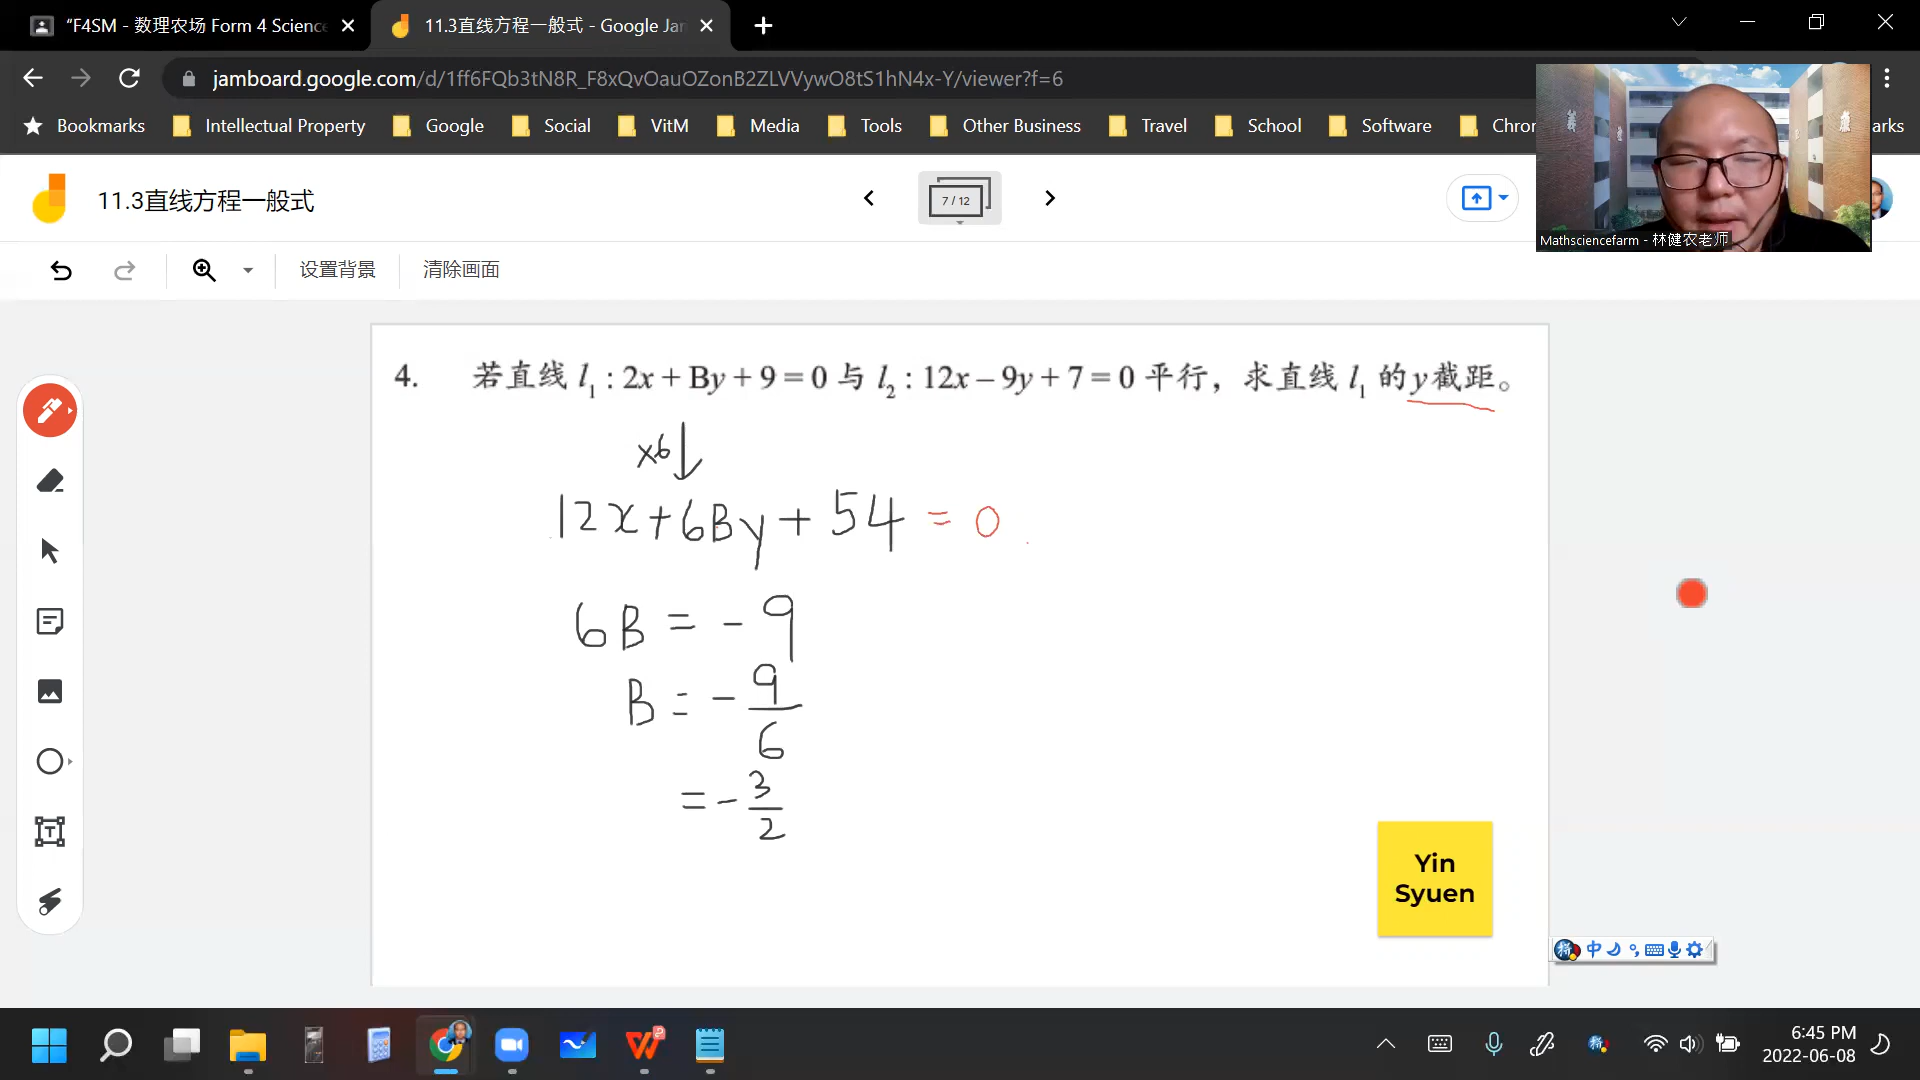 “F4SM - 数理农场 Form 4 Science
11.3直线方程一般式 - Google Jam
jamboard.google.com/d/1ff6FQb3tN8R_F8xQvOauOZonB2ZLVVywO8tS1hN4x-Y/viewer?f=6
Bookmarks Intellectual Property Google Social VitM Media Tools Other Business Travel School Software Chron arks
11.3直线方程一般式
7 / 12
Mathsciencefarm - 林健农老师
设置背景 清除画面
4. 若直线 l₁ : 2x + By + 9 = 0 与 l₂ : 12x – 9y + 7 = 0 平行，求直线 l₁ 的 y截距。
x6
12x+6By+54 = 0
6B = -9
B = -9/6
= -3/2
Yin
Syuen
中
6:45 PM
2022-06-08